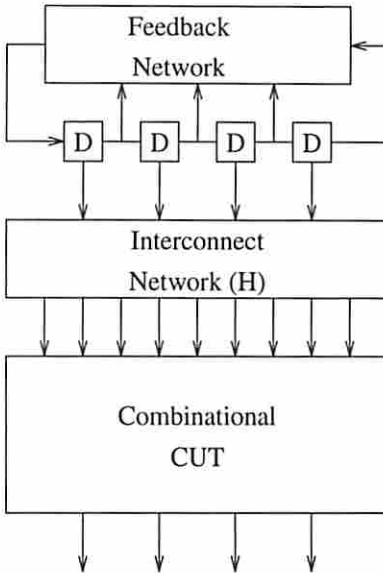 Feedback
Network
D D D D
Interconnect
Network (H)
Combinational
CUT